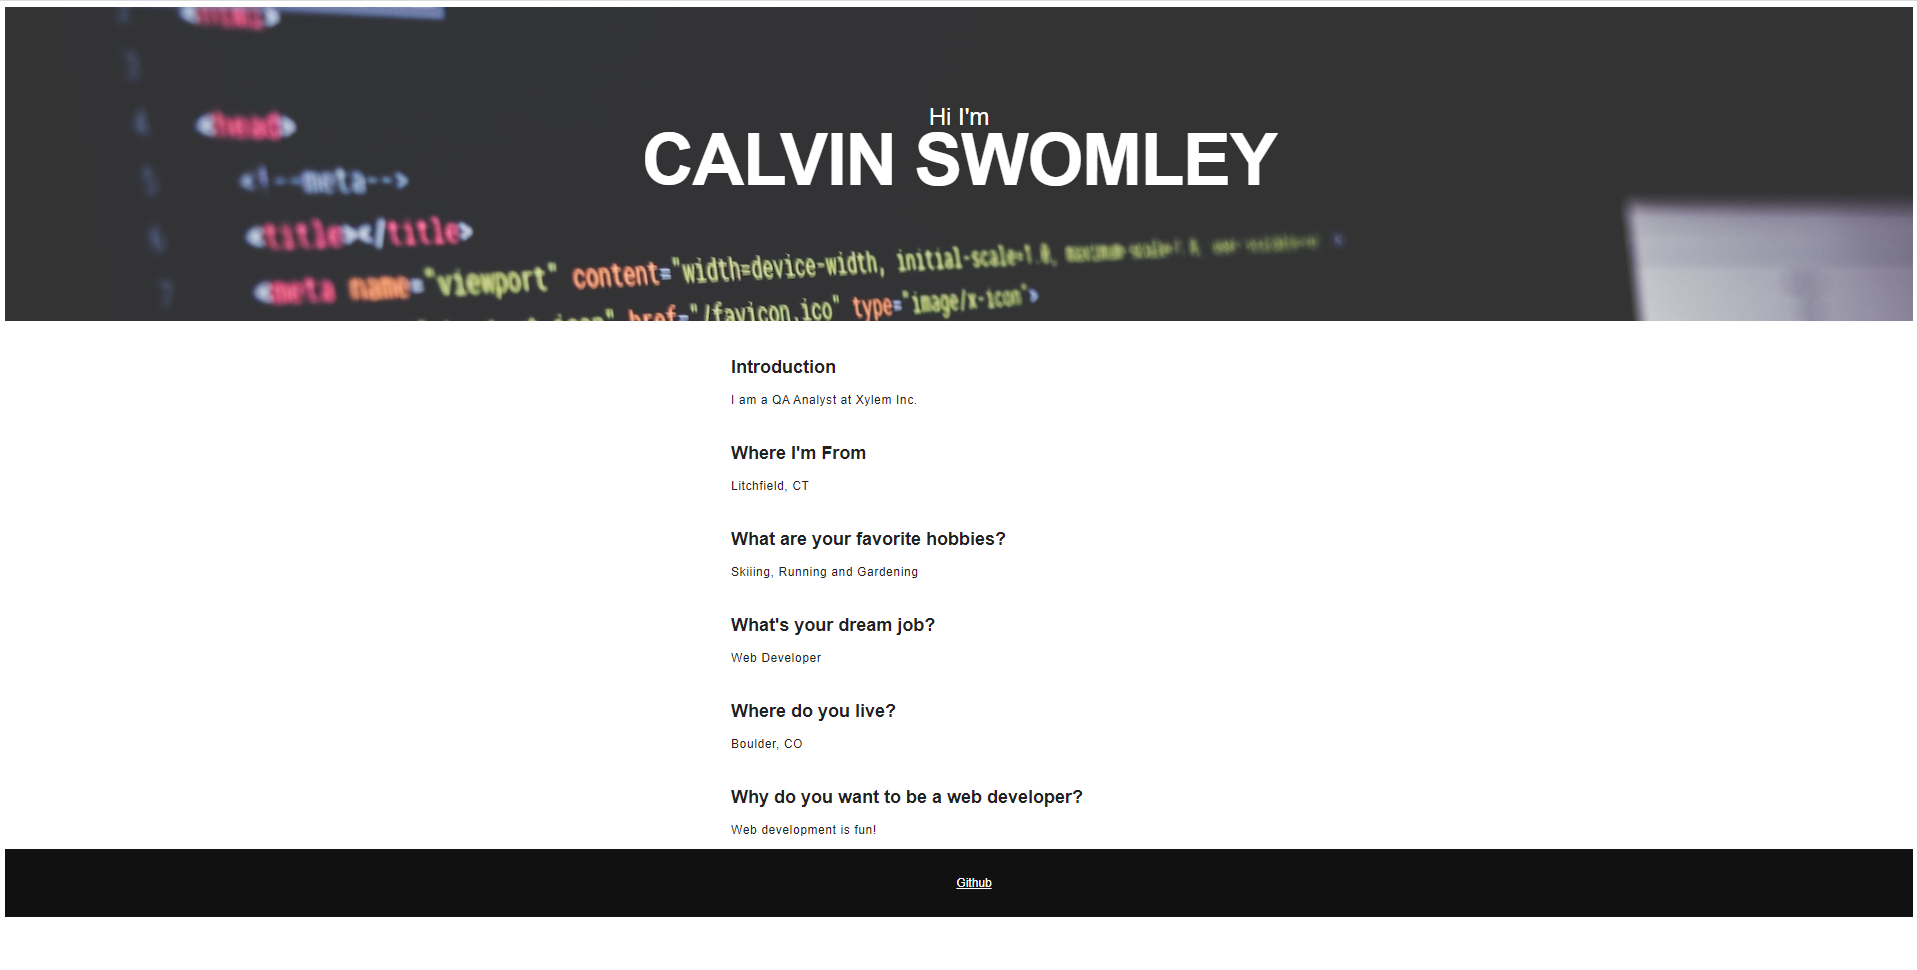 <head>
<!--meta-->
<title></title>
<meta name="viewport" content="width=device-width, initial-scale=1.0,
href="/favicon.ico" type="image/x-icon">
Hi I'm
CALVIN SWOMLEY
Introduction
I am a QA Analyst at Xylem Inc.
Where I'm From
Litchfield, CT
What are your favorite hobbies?
Skiiing, Running and Gardening
What's your dream job?
Web Developer
Where do you live?
Boulder, CO
Why do you want to be a web developer?
Web development is fun!
Github